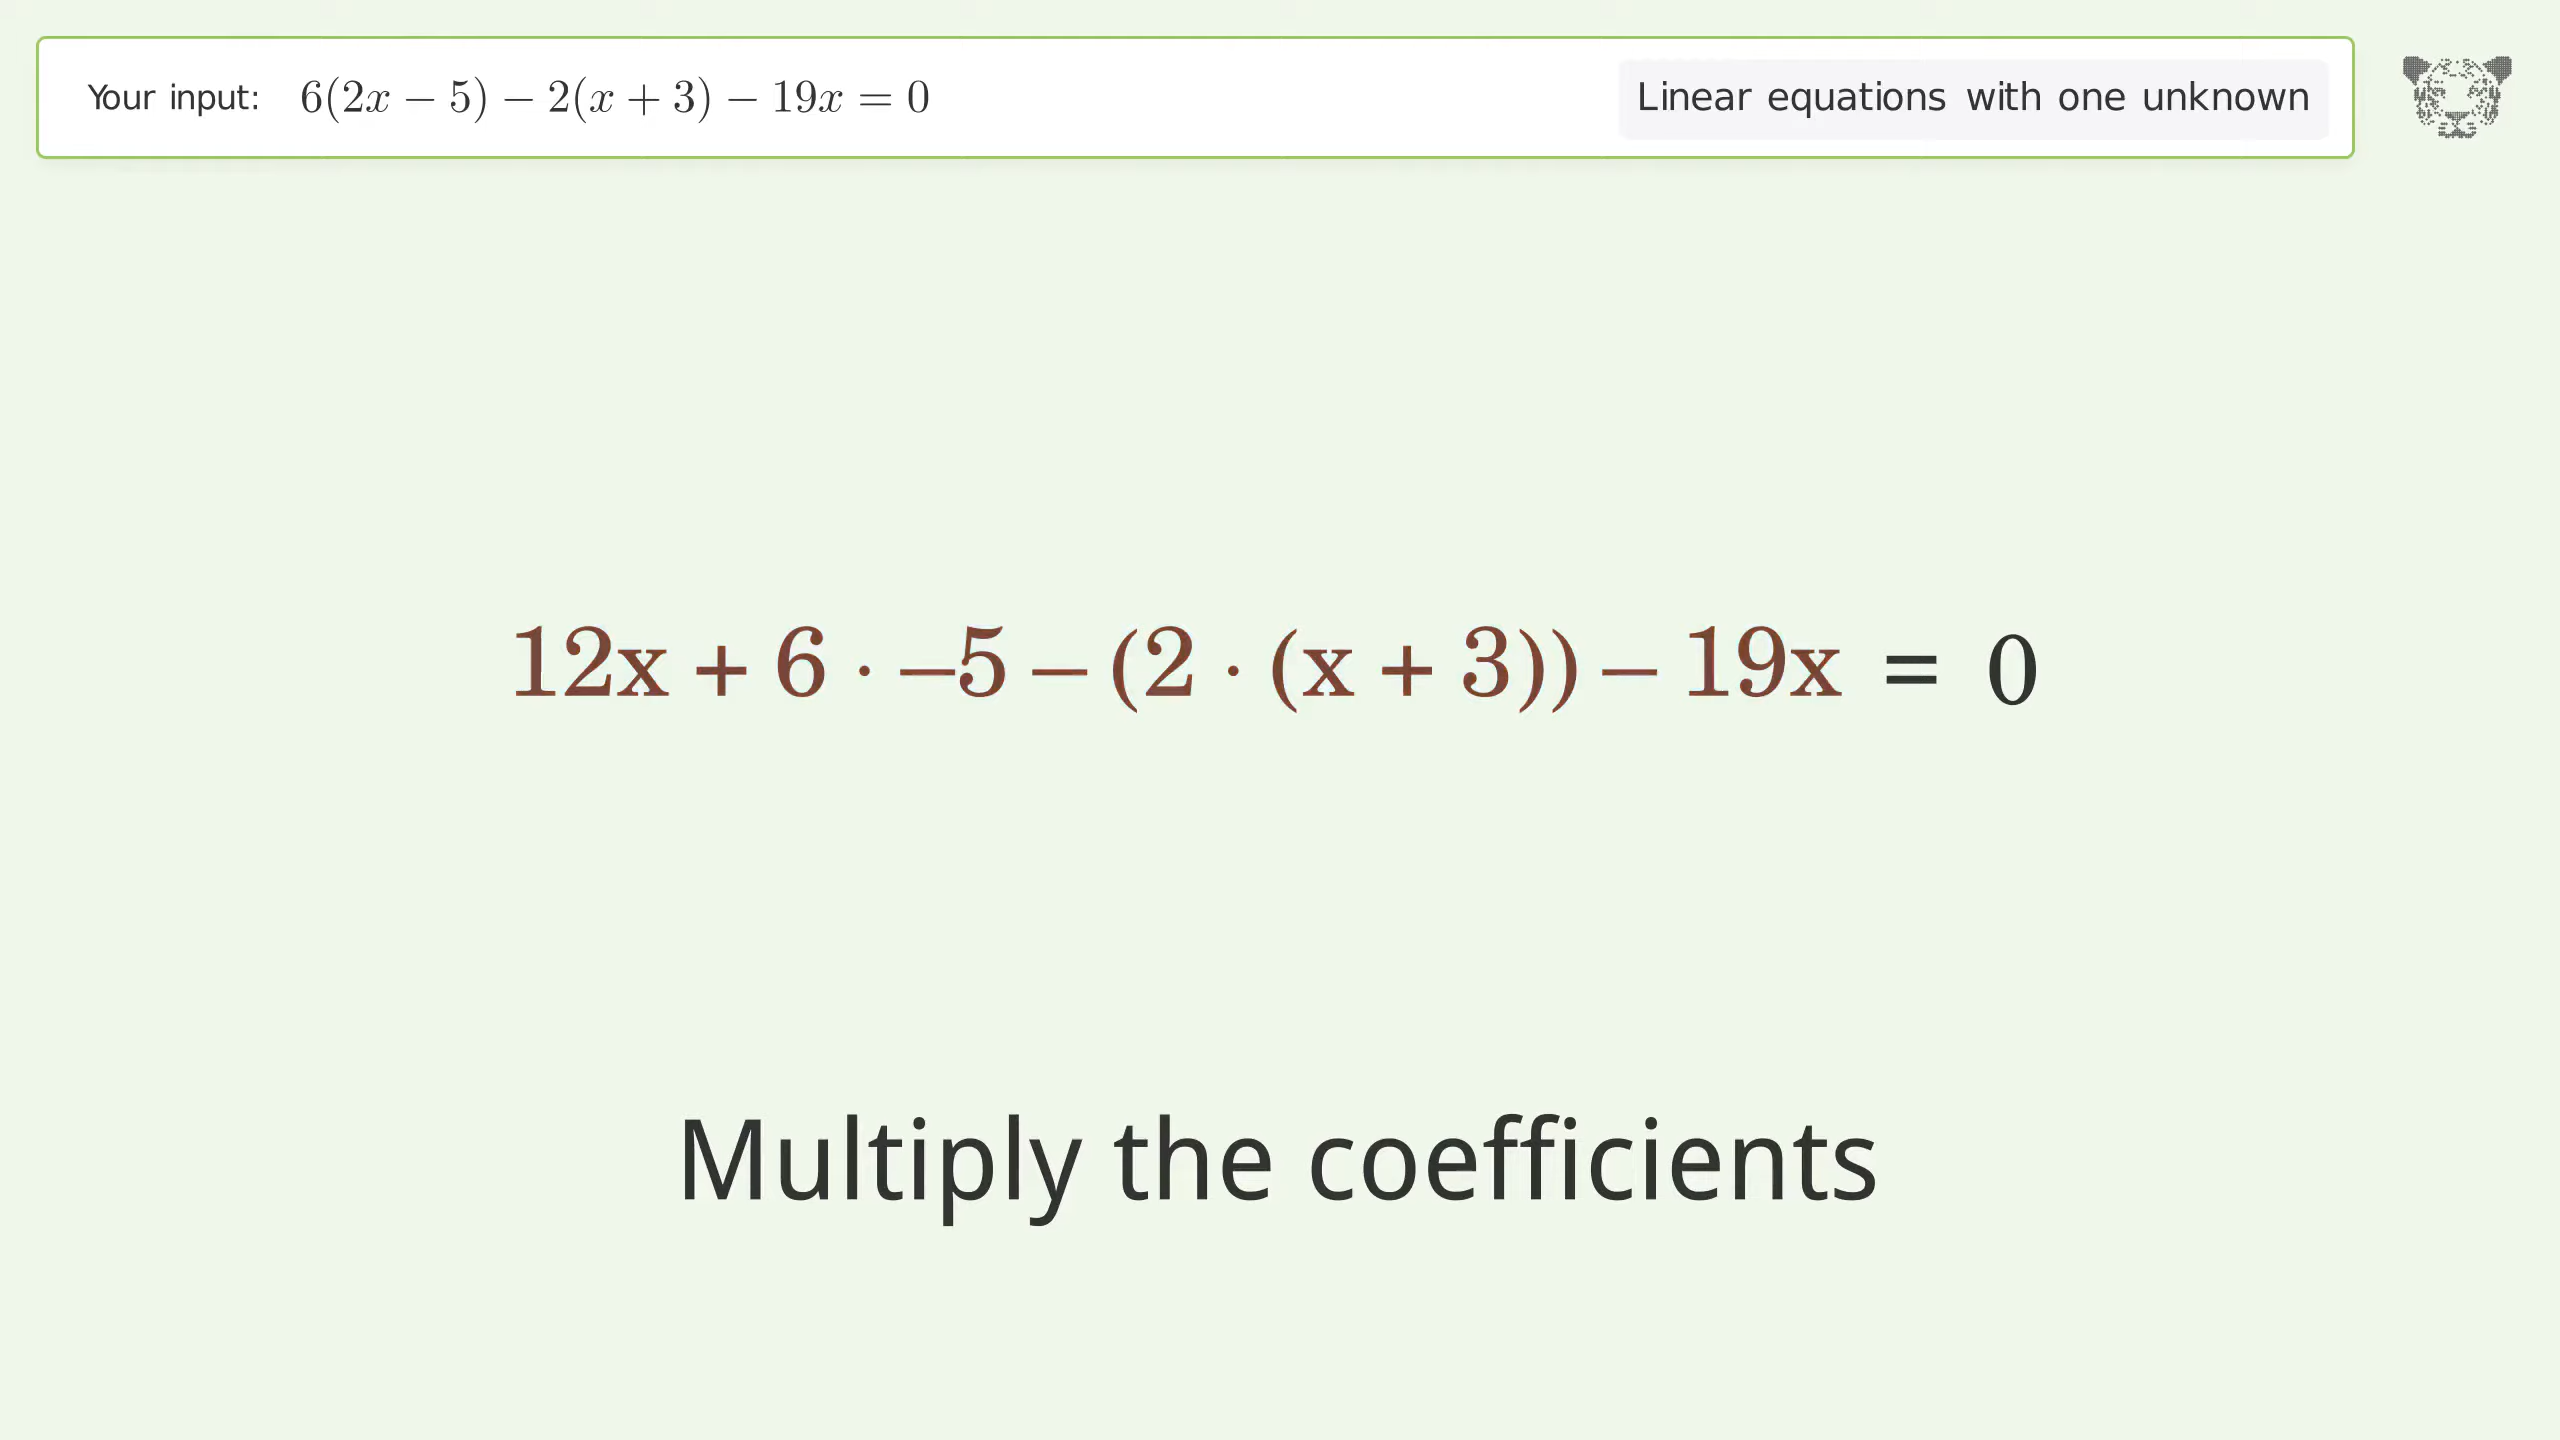 Your input: 6(2x − 5) − 2(x + 3) − 19x = 0
Linear equations with one unknown
12x + 6 · −5 − (2 · (x + 3)) − 19x = 0
Multiply the coefficients